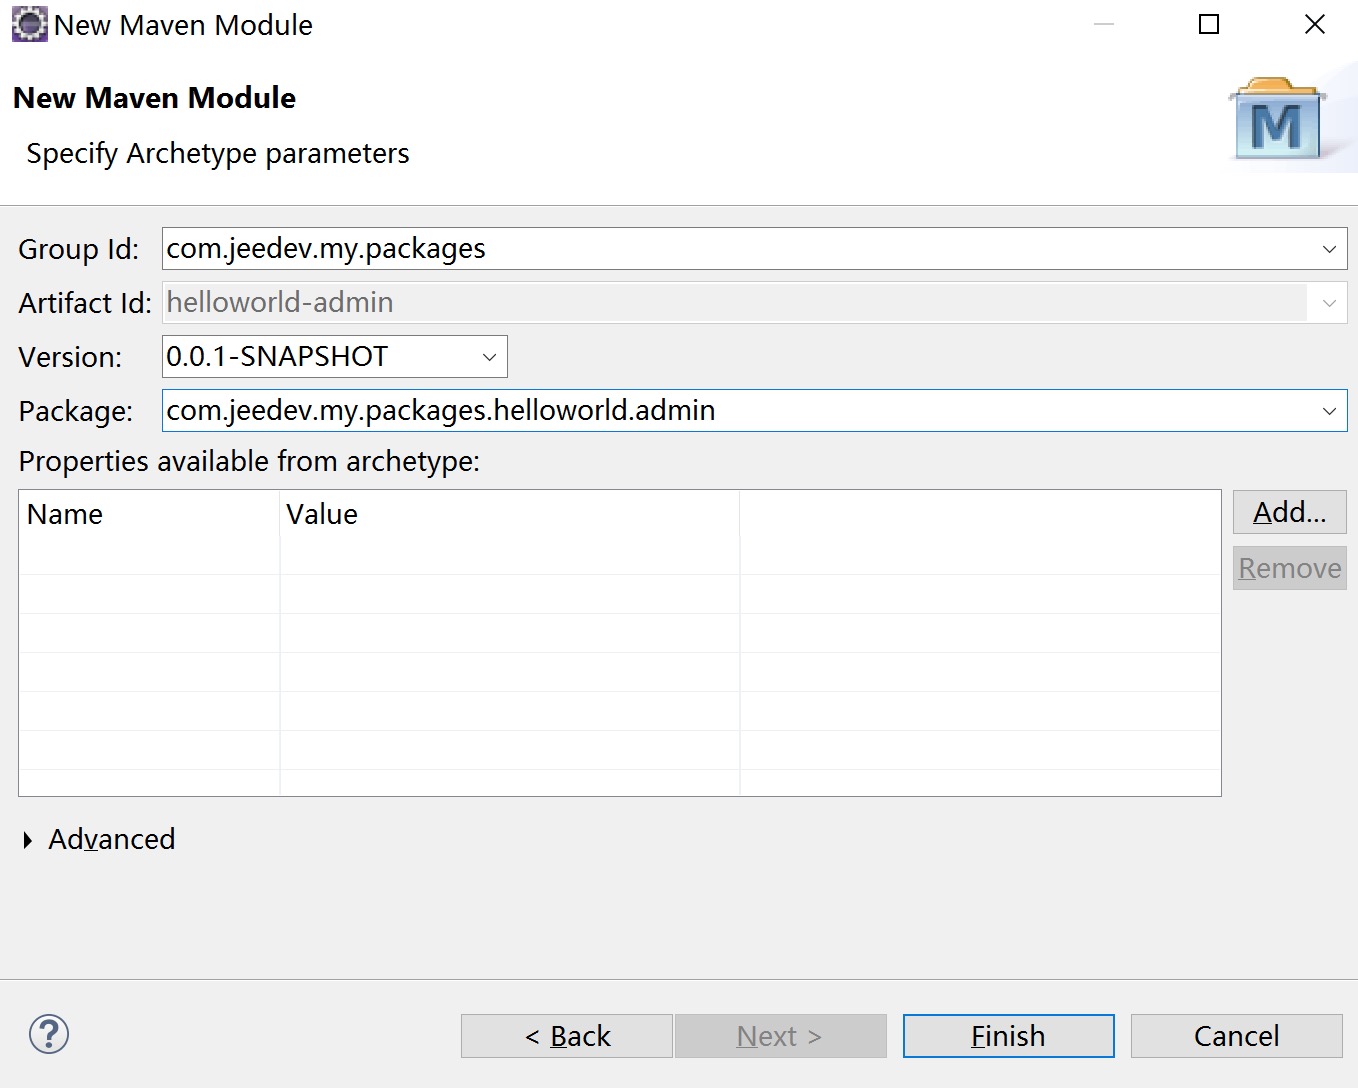 New Maven Module
New Maven Module
Specify Archetype parameters
Group Id: com.jeedev.my.packages
Artifact Id: helloworld-admin
Version: 0.0.1-SNAPSHOT
Package: com.jeedev.my.packages.helloworld.admin
Properties available from archetype:
Name Value
Add...
Remove
Advanced
? < Back Next > Finish Cancel